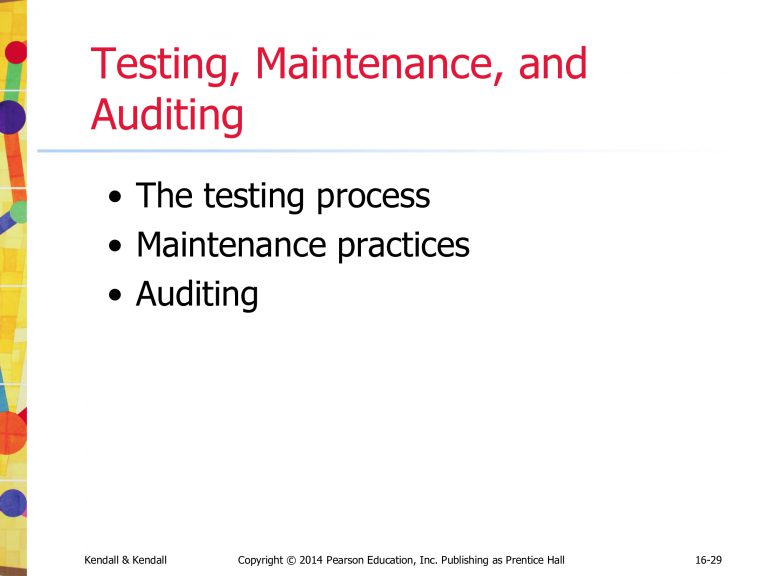 Testing, Maintenance, and
Auditing
• The testing process
• Maintenance practices
• Auditing
Kendall & Kendall Copyright © 2014 Pearson Education, Inc. Publishing as Prentice Hall 16-29